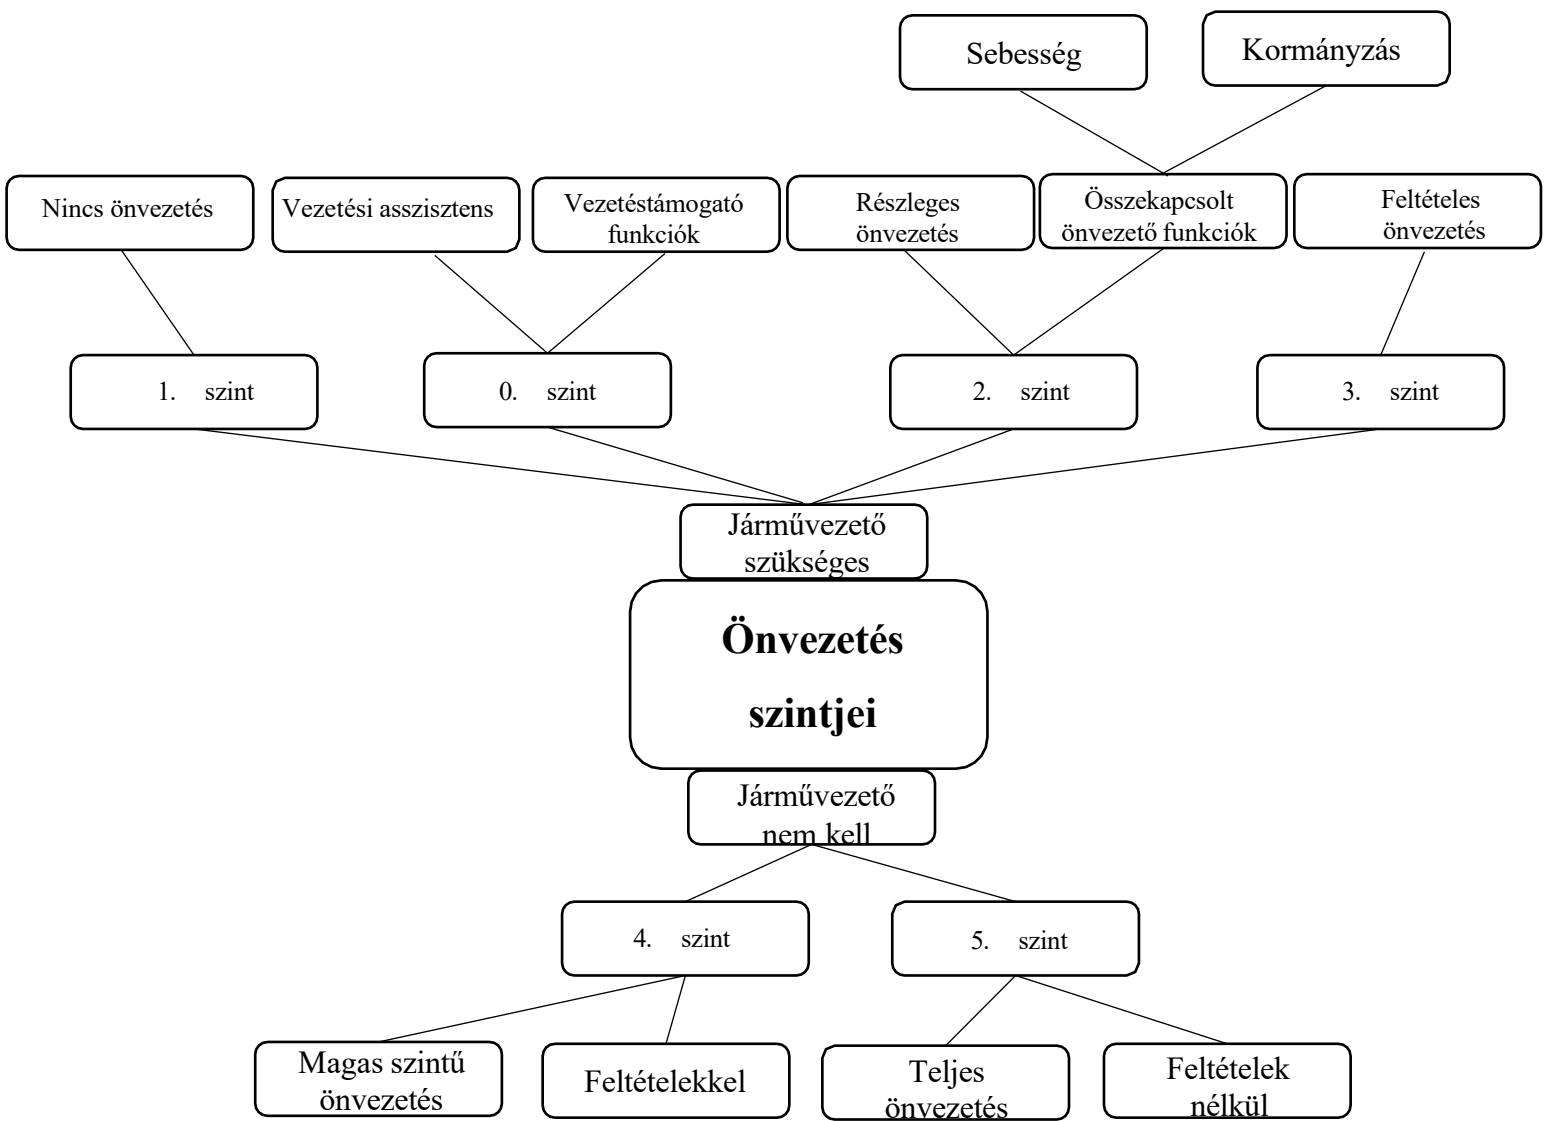 Sebesség
Kormányzás
Nincs önvezetés
Vezetési asszisztens
Vezetéstámogató
funkciók
Részleges
önvezetés
Összekapcsolt
önvezető funkciók
Feltételes
önvezetés
1. szint
0. szint
2. szint
3. szint
Járművezető
szükséges
Önvezetés
szintjei
Járművezető
nem kell
4. szint
5. szint
Magas szintű
önvezetés
Feltételekkel
Teljes
önvezetés
Feltételek
nélkül